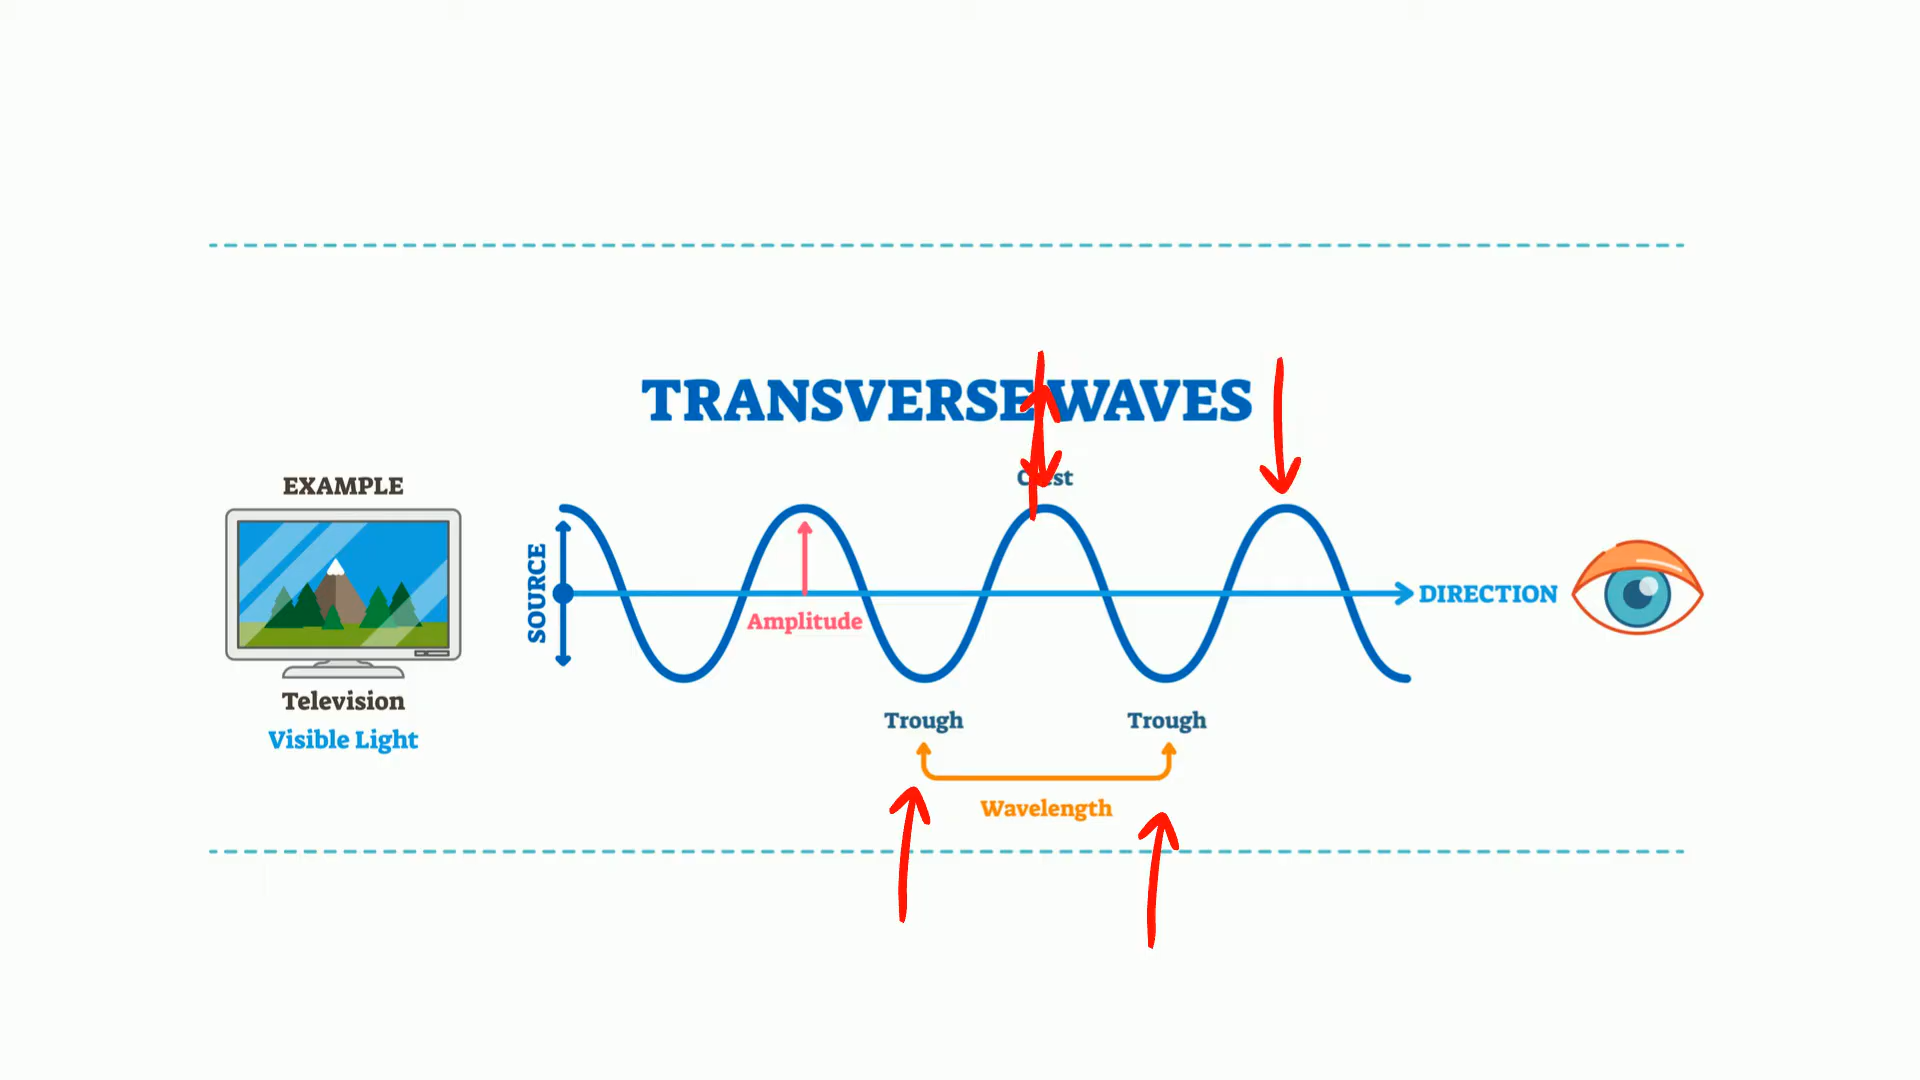 TRANSVERSE WAVES
EXAMPLE
SOURCE
Amplitude
DIRECTION
Television
Visible Light
Trough
Trough
Wavelength